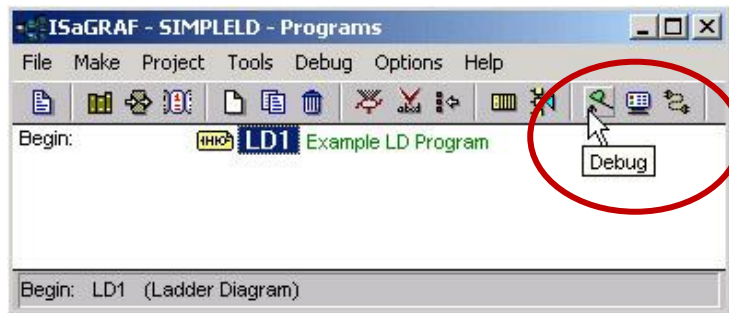 ISaGRAF - SIMPLELD - Programs
File Make Project Tools Debug Options Help
Begin: LD1 Example LD Program
Debug
Begin: LD1 (Ladder Diagram)